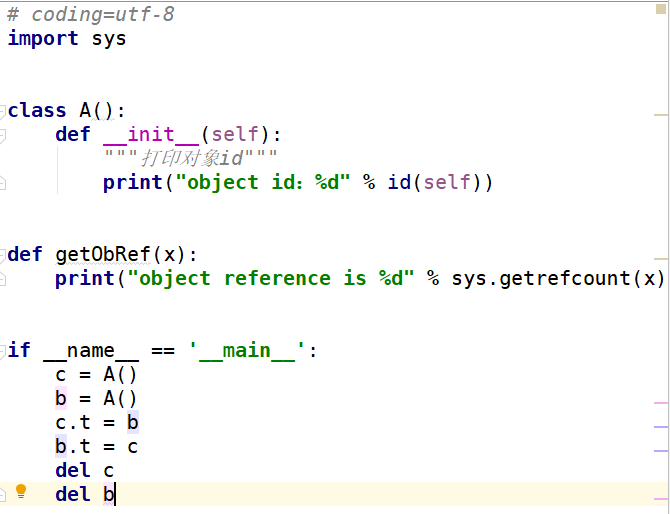 # coding=utf-8
import sys
class A():
    def __init__(self):
        """打印对象id"""
        print("object id：%d" % id(self))
def getObRef(x):
    print("object reference is %d" % sys.getrefcount(x)
if __name__ == '__main__':
    c = A()
    b = A()
    c.t = b
    b.t = c
    del c
    del b